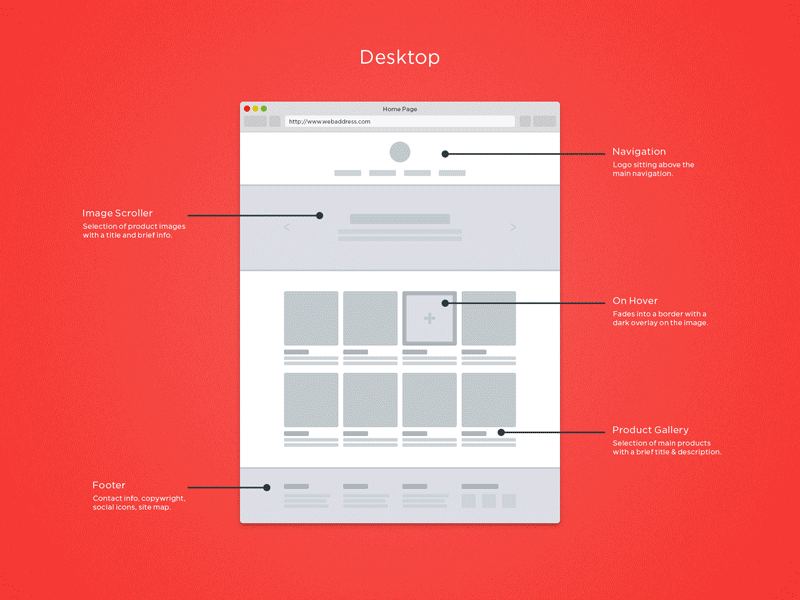 Desktop
Home Page
http://www.webaddress.com
Navigation
Logo sitting above the
main navigation.
Image Scroller
Selection of product images
with a title and brief info.
On Hover
Fades into a border with a
dark overlay on the image.
Product Gallery
Selection of main products
with a brief title & description.
Footer
Contact info, copywright,
social icons, site map.